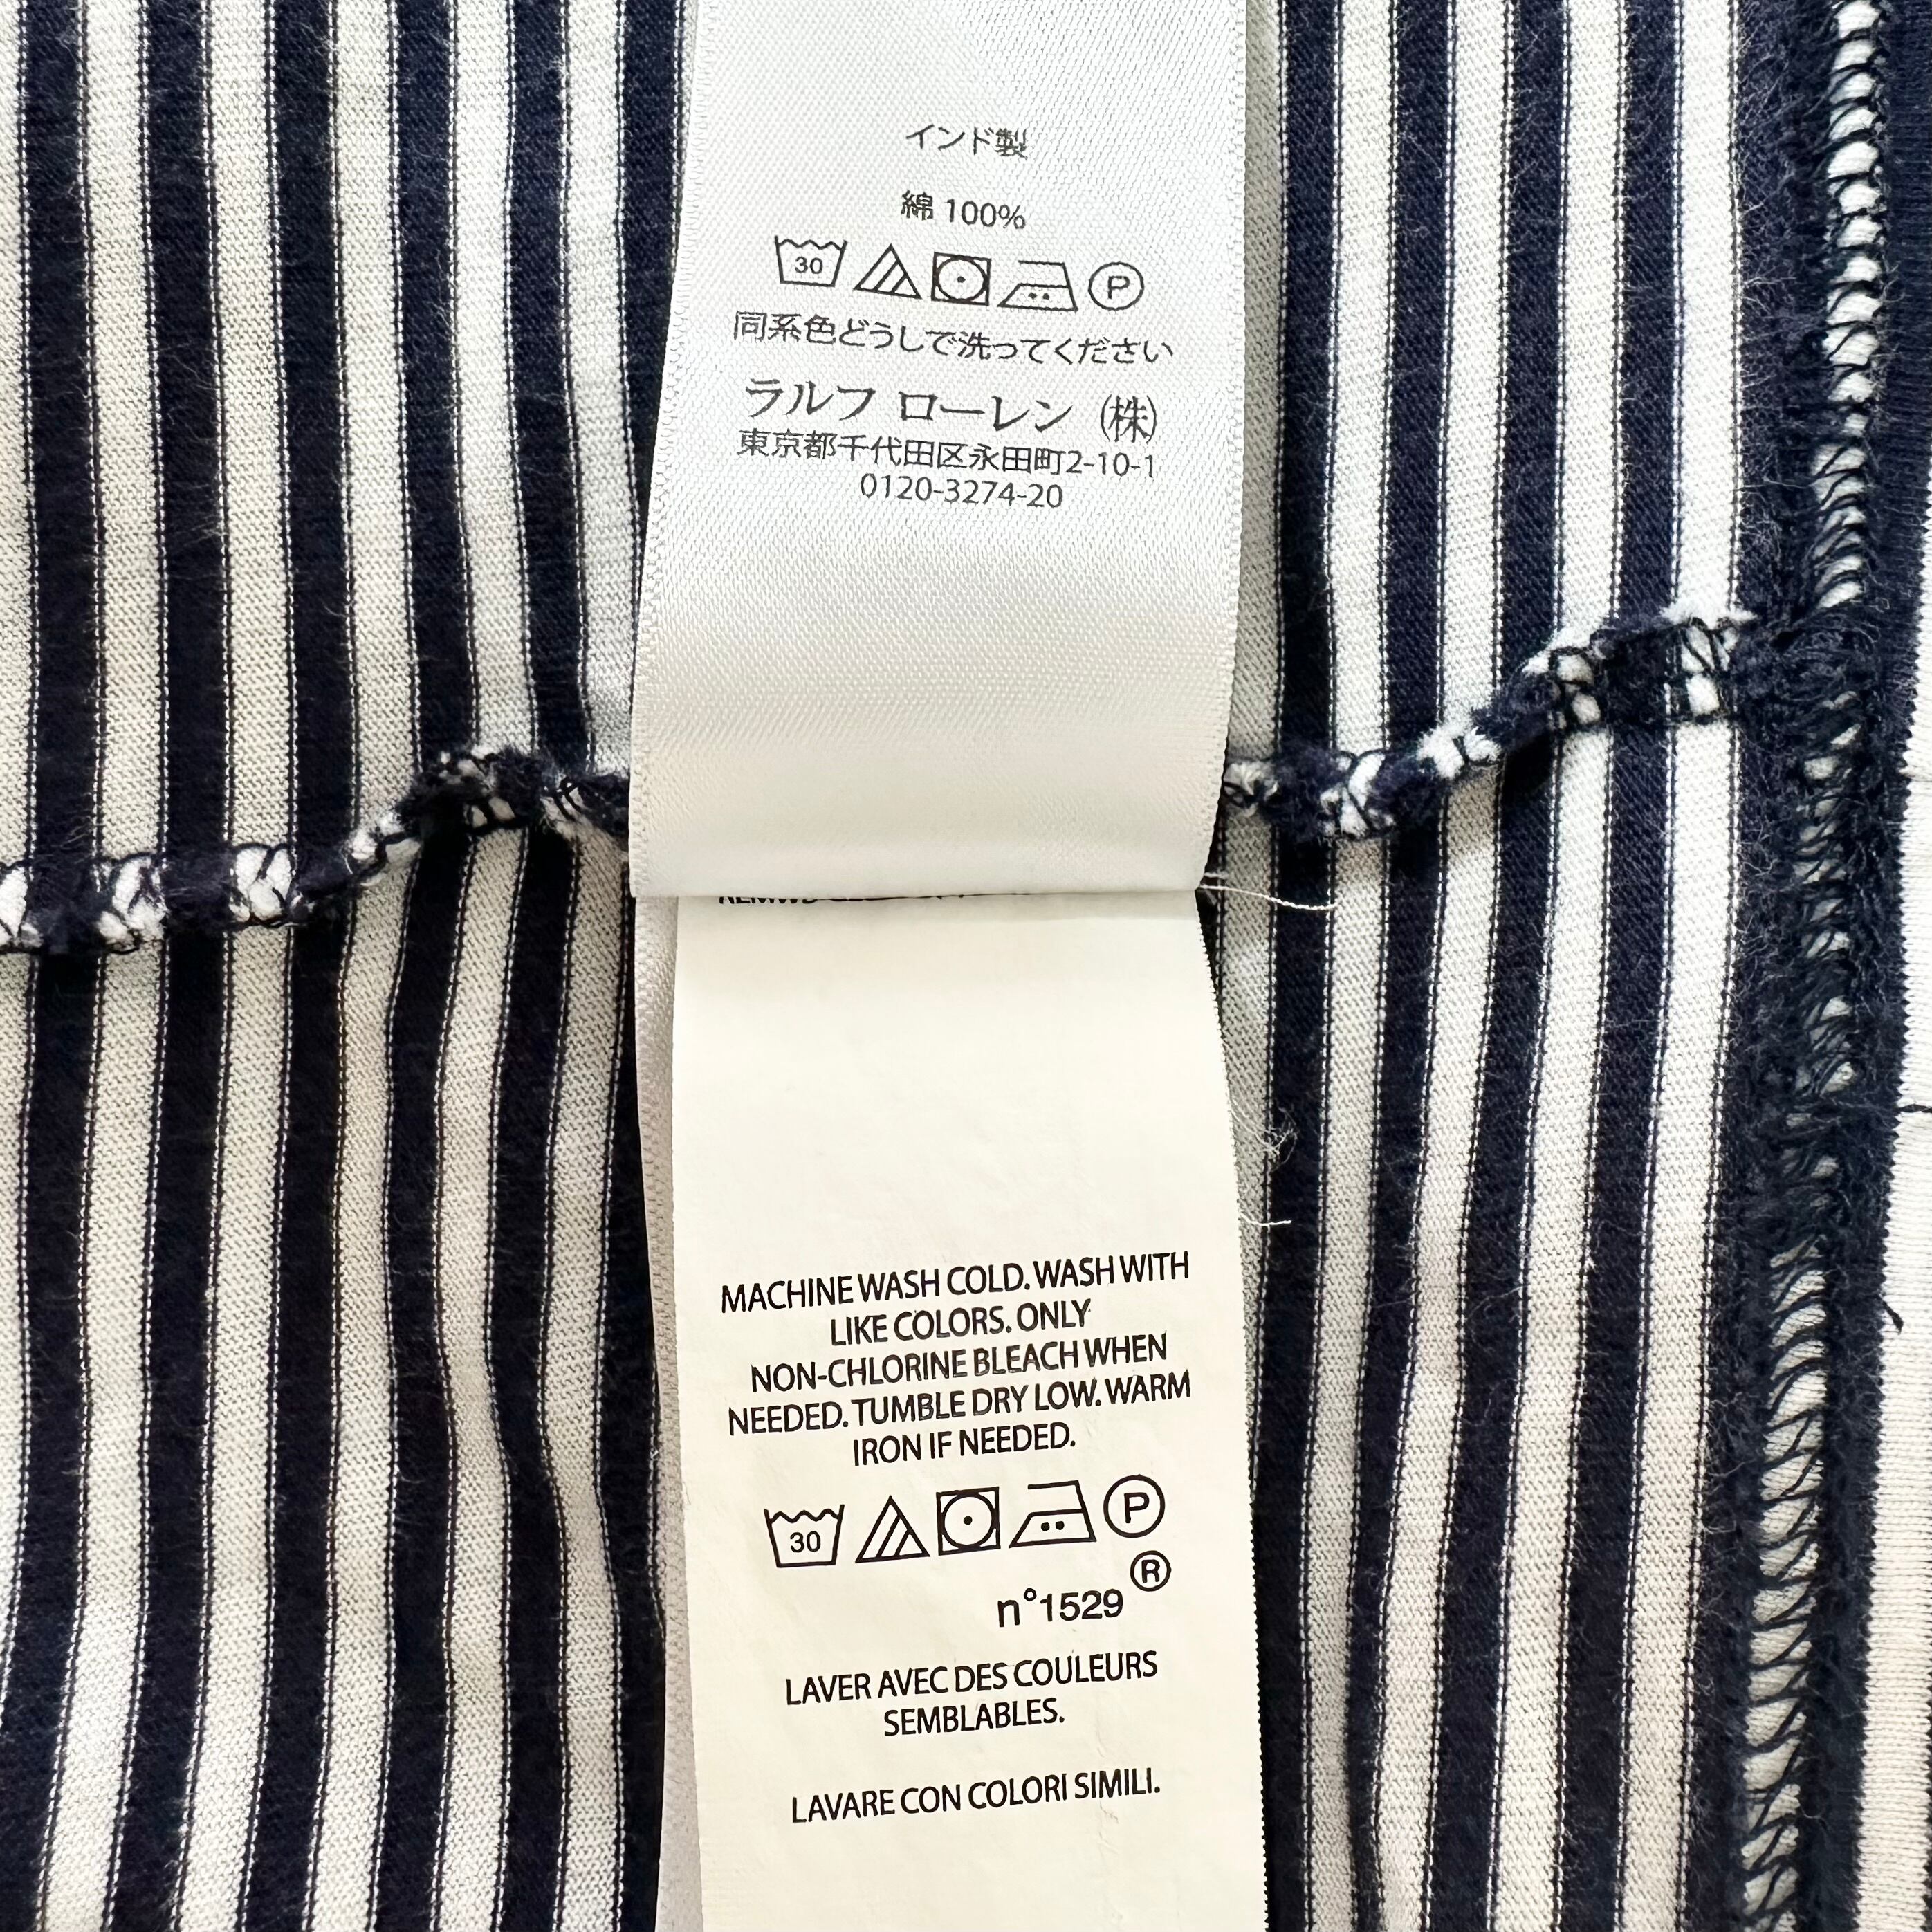 インド製
綿 100%
30 P
同系色どうしで洗ってください
ラルフ ローレン (株)
東京都千代田区永田町2-10-1
0120-3274-20
MACHINE WASH COLD. WASH WITH
LIKE COLORS. ONLY
NON-CHLORINE BLEACH WHEN
NEEDED. TUMBLE DRY LOW. WARM
IRON IF NEEDED.
30 P
n°1529®
LAVER AVEC DES COULEURS
SEMBLABLES.
LAVARE CON COLORI SIMILI.